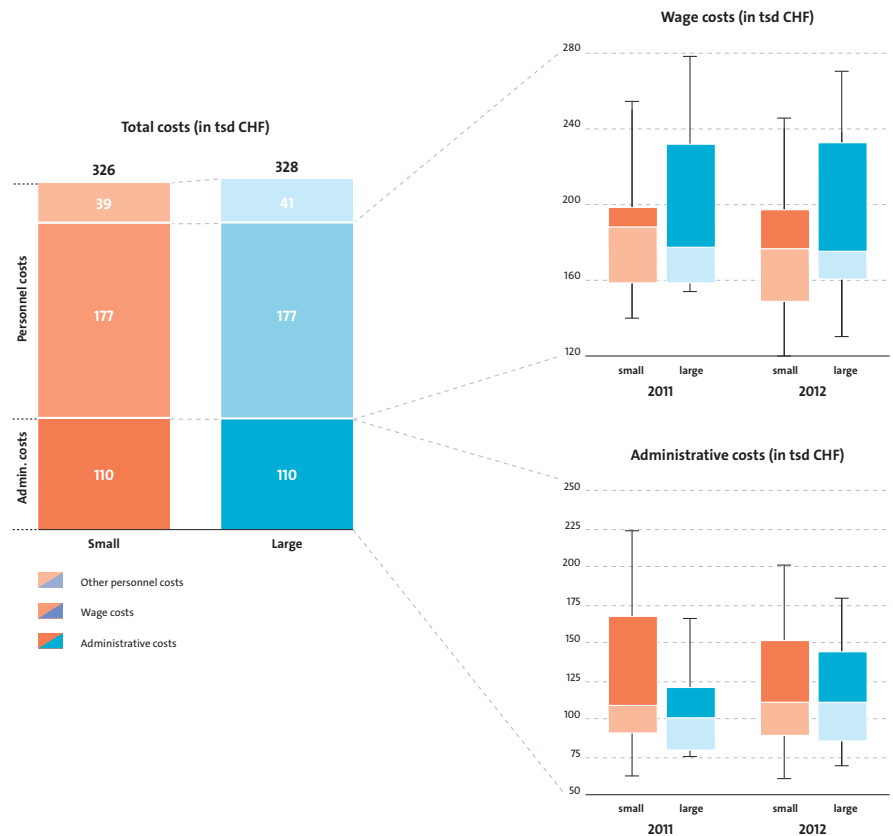 Total costs (in tsd CHF)
326
328
39
41
177
177
110
110
Personnel costs
Admin. costs
Small
Large
Other personnel costs
Wage costs
Administrative costs
Wage costs (in tsd CHF)
280
240
200
160
120
small
large
small
large
2011
2012
Administrative costs (in tsd CHF)
250
225
200
175
150
125
100
75
50
small
large
small
large
2011
2012